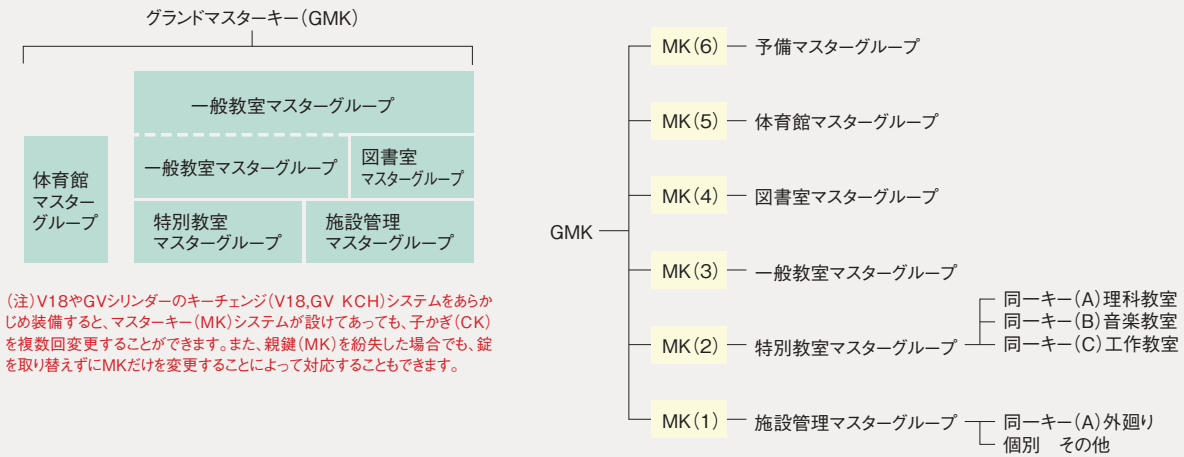 グランドマスターキー(GMK)
一般教室マスターグループ
一般教室マスターグループ
図書室
マスターグループ
体育館
マスター
グループ
特別教室
マスターグループ
施設管理
マスターグループ
(注)V18やGVシリンダーのキーチェンジ(V18,GV KCH)システムをあらか
じめ装備すると、マスターキー(MK)システムが設けてあっても、子かぎ(CK)
を複数回変更することができます。また、親鍵(MK)を紛失した場合でも、錠
を取り替えずにMKだけを変更することによって対応することもできます。
GMK
MK(6) 予備マスターグループ
MK(5) 体育館マスターグループ
MK(4) 図書室マスターグループ
MK(3) 一般教室マスターグループ
MK(2) 特別教室マスターグループ
同一キー(A)理科教室
同一キー(B)音楽教室
同一キー(C)工作教室
MK(1) 施設管理マスターグループ
同一キー(A)外廻り
個別 その他